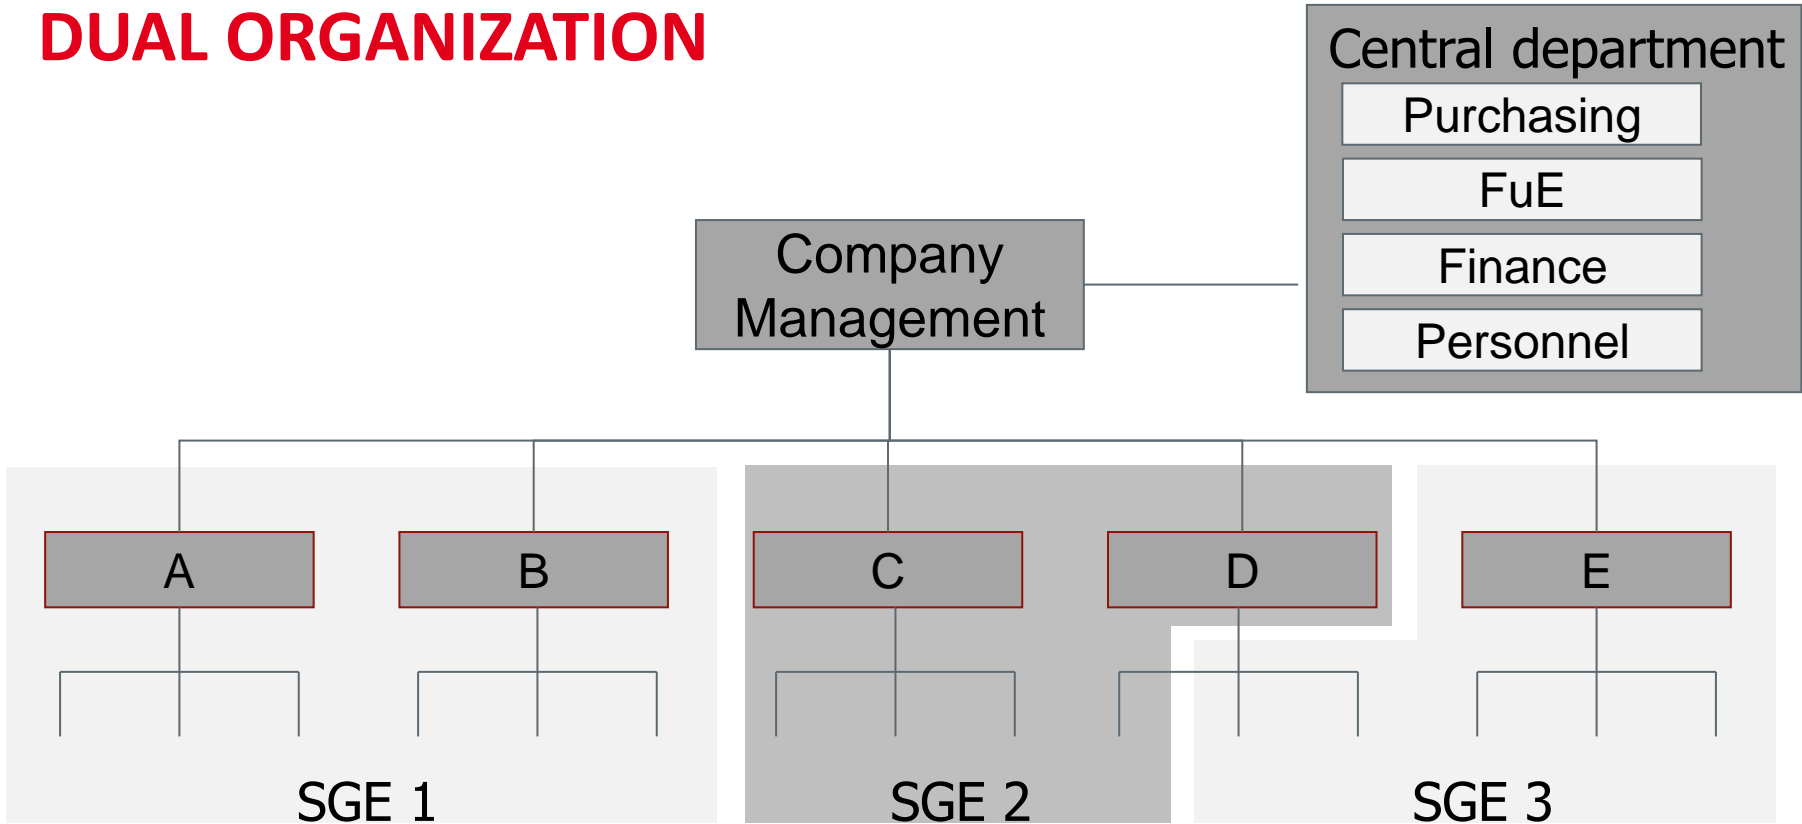 DUAL ORGANIZATION
Central department
Purchasing
FuE
Finance
Personnel
Company
Management
A
B
C
D
E
SGE 1
SGE 2
SGE 3